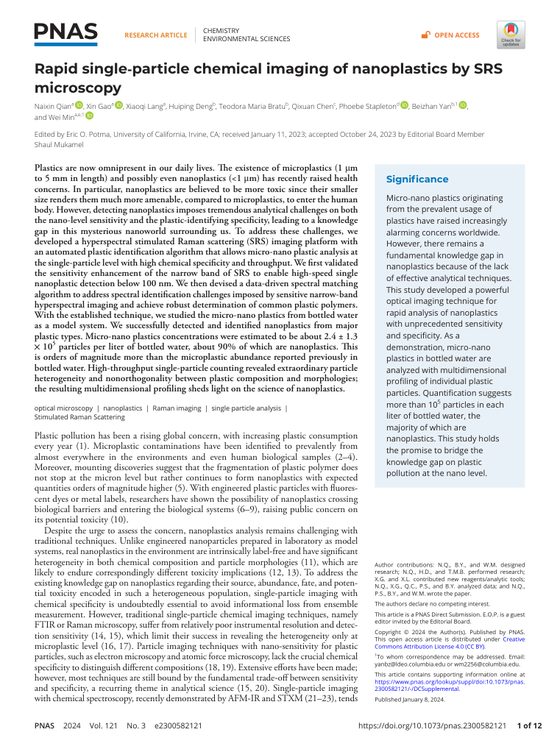 PNAS
RESEARCH ARTICLE
CHEMISTRY
ENVIRONMENTAL SCIENCES
OPEN ACCESS
Check for
updates
Rapid single-particle chemical imaging of nanoplastics by SRS
microscopy
Naixin Qianᵃ, Xin Gaoᵃ, Xiaoqi Langᵃ, Huiping Dengᵇ, Teodora Maria Bratuᵇ, Qixuan Chenᶜ, Phoebe Stapletonᵈ, Beizhan Yanᵇ,¹,
and Wei Minᵃ,ᵉ,¹
Edited by Eric O. Potma, University of California, Irvine, CA; received January 11, 2023; accepted October 24, 2023 by Editorial Board Member
Shaul Mukamel
Plastics are now omnipresent in our daily lives. The existence of microplastics (1 µm
to 5 mm in length) and possibly even nanoplastics (<1 µm) has recently raised health
concerns. In particular, nanoplastics are believed to be more toxic since their smaller
size renders them much more amenable, compared to microplastics, to enter the human
body. However, detecting nanoplastics imposes tremendous analytical challenges on both
the nano-level sensitivity and the plastic-identifying specificity, leading to a knowledge
gap in this mysterious nanoworld surrounding us. To address these challenges, we
developed a hyperspectral stimulated Raman scattering (SRS) imaging platform with
an automated plastic identification algorithm that allows micro-nano plastic analysis at
the single-particle level with high chemical specificity and throughput. We first validated
the sensitivity enhancement of the narrow band of SRS to enable high-speed single
nanoplastic detection below 100 nm. We then devised a data-driven spectral matching
algorithm to address spectral identification challenges imposed by sensitive narrow-band
hyperspectral imaging and achieve robust determination of common plastic polymers.
With the established technique, we studied the micro-nano plastics from bottled water
as a model system. We successfully detected and identified nanoplastics from major
plastic types. Micro-nano plastics concentrations were estimated to be about 2.4 ± 1.3
× 10⁵ particles per liter of bottled water, about 90% of which are nanoplastics. This
is orders of magnitude more than the microplastic abundance reported previously in
bottled water. High-throughput single-particle counting revealed extraordinary particle
heterogeneity and nonorthogonality between plastic composition and morphologies;
the resulting multidimensional profiling sheds light on the science of nanoplastics.
optical microscopy | nanoplastics | Raman imaging | single particle analysis |
Stimulated Raman Scattering
Plastic pollution has been a rising global concern, with increasing plastic consumption
every year (1). Microplastic contaminations have been identified to prevalently from
almost everywhere in the environments and even human biological samples (2–4).
Moreover, mounting discoveries suggest that the fragmentation of plastic polymer does
not stop at the micron level but rather continues to form nanoplastics with expected
quantities orders of magnitude higher (5). With engineered plastic particles with fluores-
cent dyes or metal labels, researchers have shown the possibility of nanoplastics crossing
biological barriers and entering the biological systems (6–9), raising public concern on
its potential toxicity (10).
Despite the urge to assess the concern, nanoplastics analysis remains challenging with
traditional techniques. Unlike engineered nanoparticles prepared in laboratory as model
systems, real nanoplastics in the environment are intrinsically label-free and have significant
heterogeneity in both chemical composition and particle morphologies (11), which are
likely to endure correspondingly different toxicity implications (12, 13). To address the
existing knowledge gap on nanoplastics regarding their source, abundance, fate, and poten-
tial toxicity encoded in such a heterogeneous population, single-particle imaging with
chemical specificity is undoubtedly essential to avoid informational loss from ensemble
measurement. However, traditional single-particle chemical imaging techniques, namely
FTIR or Raman microscopy, suffer from relatively poor instrumental resolution and detec-
tion sensitivity (14, 15), which limit their success in revealing the heterogeneity only at
microplastic level (16, 17). Particle imaging techniques with nano-sensitivity for plastic
particles, such as electron microscopy and atomic force microscopy, lack the crucial chemical
specificity to distinguish different compositions (18, 19). Extensive efforts have been made;
however, most techniques are still bound by the fundamental trade-off between sensitivity
and specificity, a recurring theme in analytical science (15, 20). Single-particle imaging
with chemical spectroscopy, recently demonstrated by AFM-IR and STXM (21–23), tends
Significance
Micro-nano plastics originating
from the prevalent usage of
plastics have raised increasingly
alarming concerns worldwide.
However, there remains a
fundamental knowledge gap in
nanoplastics because of the lack
of effective analytical techniques.
This study developed a powerful
optical imaging technique for
rapid analysis of nanoplastics
with unprecedented sensitivity
and specificity. As a
demonstration, micro-nano
plastics in bottled water are
analyzed with multidimensional
profiling of individual plastic
particles. Quantification suggests
more than 10⁵ particles in each
liter of bottled water, the
majority of which are
nanoplastics. This study holds
the promise to bridge the
knowledge gap on plastic
pollution at the nano level.
Author contributions: N.Q., B.Y., and W.M. designed
research; N.Q., H.D., and T.M.B. performed research;
X.G. and X.L. contributed new reagents/analytic tools;
N.Q., X.G., Q.C., P.S., and B.Y. analyzed data; and N.Q.,
P.S., B.Y., and W.M. wrote the paper.
The authors declare no competing interest.
This article is a PNAS Direct Submission. E.O.P. is a guest
editor invited by the Editorial Board.
Copyright © 2024 the Author(s). Published by PNAS.
This open access article is distributed under Creative
Commons Attribution License 4.0 (CC BY).
¹To whom correspondence may be addressed. Email:
yanbz@ldeo.columbia.edu or wm2256@columbia.edu.
This article contains supporting information online at
https://www.pnas.org/lookup/suppl/doi:10.1073/pnas.
2300582121/-/DCSupplemental.
Published January 8, 2024.
PNAS 2024 Vol. 121 No. 3 e2300582121
https://doi.org/10.1073/pnas.2300582121
1 of 12